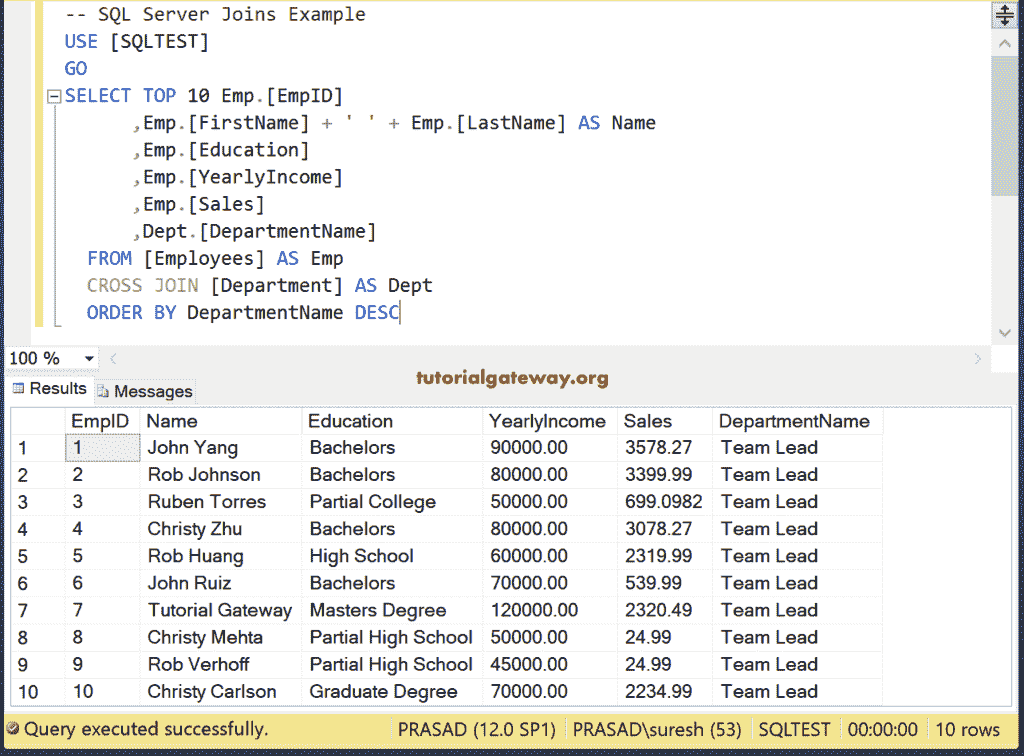 -- SQL Server Joins Example
USE [SQLTEST]
GO
SELECT TOP 10 Emp.[EmpID]
,Emp.[FirstName] + ' ' + Emp.[LastName] AS Name
,Emp.[Education]
,Emp.[YearlyIncome]
,Emp.[Sales]
,Dept.[DepartmentName]
FROM [Employees] AS Emp
CROSS JOIN [Department] AS Dept
ORDER BY DepartmentName DESC
100 %
tutorialgateway.org
Results Messages
EmpID Name Education YearlyIncome Sales DepartmentName
1 1 John Yang Bachelors 90000.00 3578.27 Team Lead
2 2 Rob Johnson Bachelors 80000.00 3399.99 Team Lead
3 3 Ruben Torres Partial College 50000.00 699.0982 Team Lead
4 4 Christy Zhu Bachelors 80000.00 3078.27 Team Lead
5 5 Rob Huang High School 60000.00 2319.99 Team Lead
6 6 John Ruiz Bachelors 70000.00 539.99 Team Lead
7 7 Tutorial Gateway Masters Degree 120000.00 2320.49 Team Lead
8 8 Christy Mehta Partial High School 50000.00 24.99 Team Lead
9 9 Rob Verhoff Partial High School 45000.00 24.99 Team Lead
10 10 Christy Carlson Graduate Degree 70000.00 2234.99 Team Lead
Query executed successfully. PRASAD (12.0 SP1) PRASAD\suresh (53) SQLTEST 00:00:00 10 rows